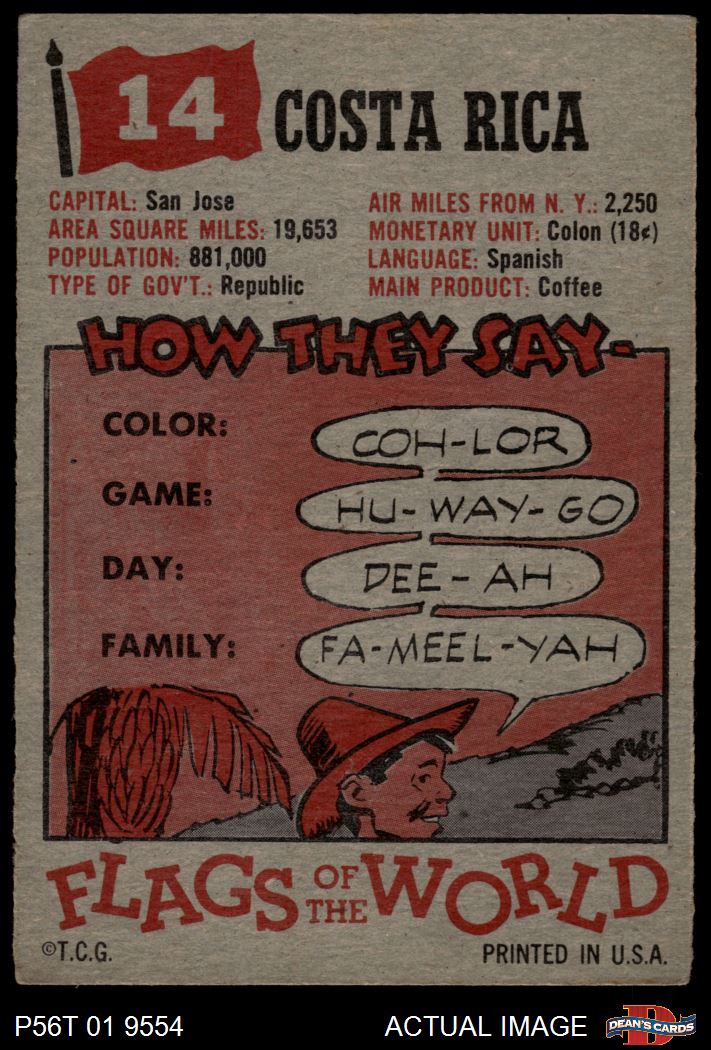 14 COSTA RICA
CAPITAL: San Jose
AREA SQUARE MILES: 19,653
POPULATION: 881,000
TYPE OF GOV'T.: Republic
AIR MILES FROM N. Y.: 2,250
MONETARY UNIT: Colon (18¢)
LANGUAGE: Spanish
MAIN PRODUCT: Coffee
HOW THEY SAY-
COLOR: COH-LOR
GAME: HU-WAY-GO
DAY: DEE-AH
FAMILY: FA-MEEL-YAH
FLAGS OF THE WORLD
©T.C.G. PRINTED IN U.S.A.
P56T 01 9554 ACTUAL IMAGE D DEAN'S CARDS